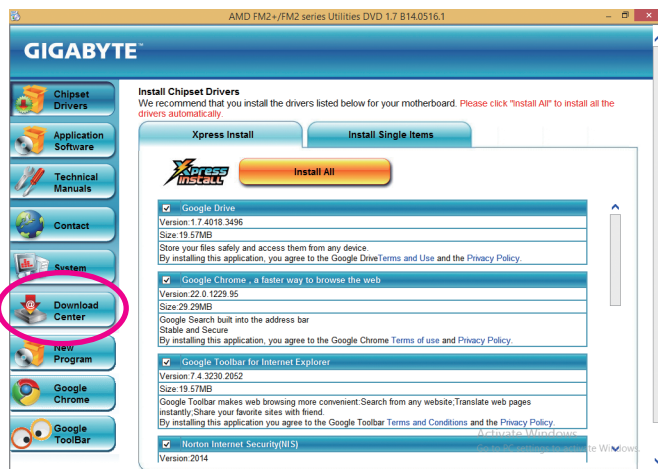 AMD FM2+/FM2 series Utilities DVD 1.7 B14.0516.1
GIGABYTE™
Chipset
Drivers
Application
Software
Technical
Manuals
Contact
System
Download
Center
New
Program
Google
Chrome
Google
ToolBar
Install Chipset Drivers
We recommend that you install the drivers listed below for your motherboard. Please click "Install All" to install all the
drivers automatically.
Xpress Install
Install Single Items
Xpress
INSTALL
Install All
Google Drive
Version:1.7.4018.3496
Size:19.57MB
Store your files safely and access them from any device.
By installing this application, you agree to the Google DriveTerms and Use and the Privacy Policy.
Google Chrome , a faster way to browse the web
Version:22.0.1229.95
Size:29.29MB
Google Search built into the address bar
Stable and Secure
By installing this application, you agree to the Google Chrome Terms of use and Privacy Policy.
Google Toolbar for Internet Explorer
Version:7.4.3230.2052
Size:19.57MB
Google Toolbar makes web browsing more convenient:Search from any website;Translate web pages
instantly;Share your favorite sites with friend.
By installing this application you agree to the Google Toolbar Terms and Conditions and the Privacy Policy.
Norton Internet Security(NIS)
Version:2014
Activate Windows
Windows.